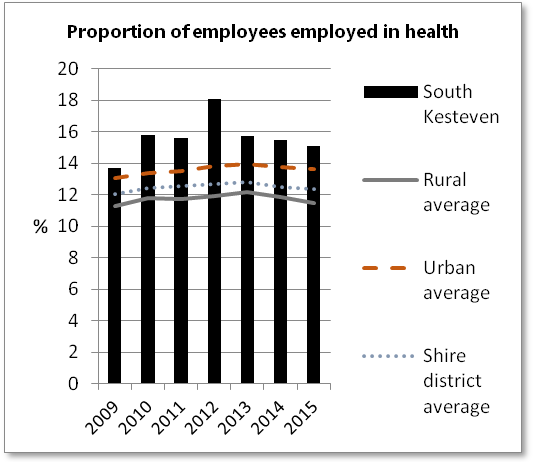 Proportion of employees employed in health
20
18
16
14
12
10
8
6
4
2
0
%
2009
2010
2011
2012
2013
2014
2015
South
Kesteven
Rural
average
Urban
average
Shire
district
average